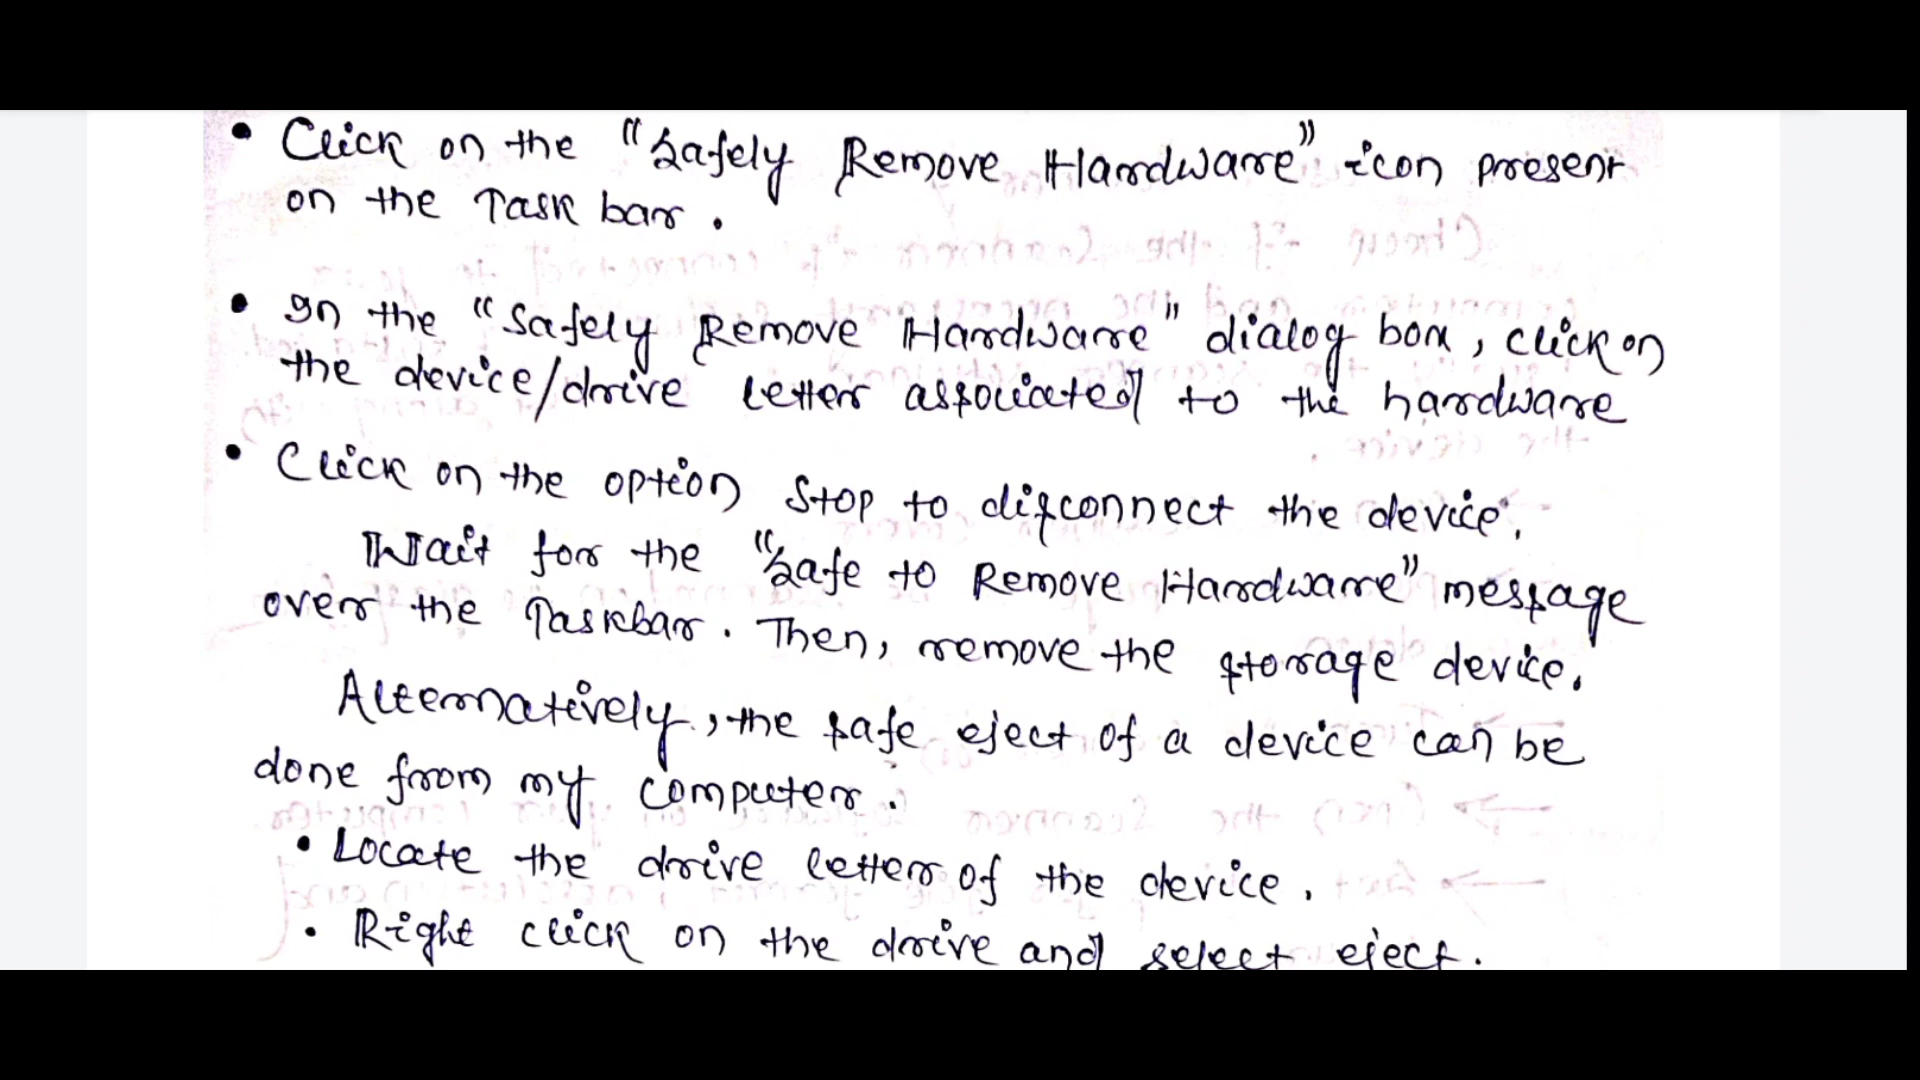 • Click on the "Safely Remove Hardware" icon present
on the Task bar.
• In the "Safely Remove Hardware" dialog box, click on
the device/drive letter associated to the hardware
• Click on the option stop to disconnect the device.
Wait for the "Safe to Remove Hardware" message
over the Taskbar. Then, remove the storage device.
Alternatively, the safe eject of a device can be
done from my computer.
• Locate the drive letter of the device.
• Right click on the drive and select eject.